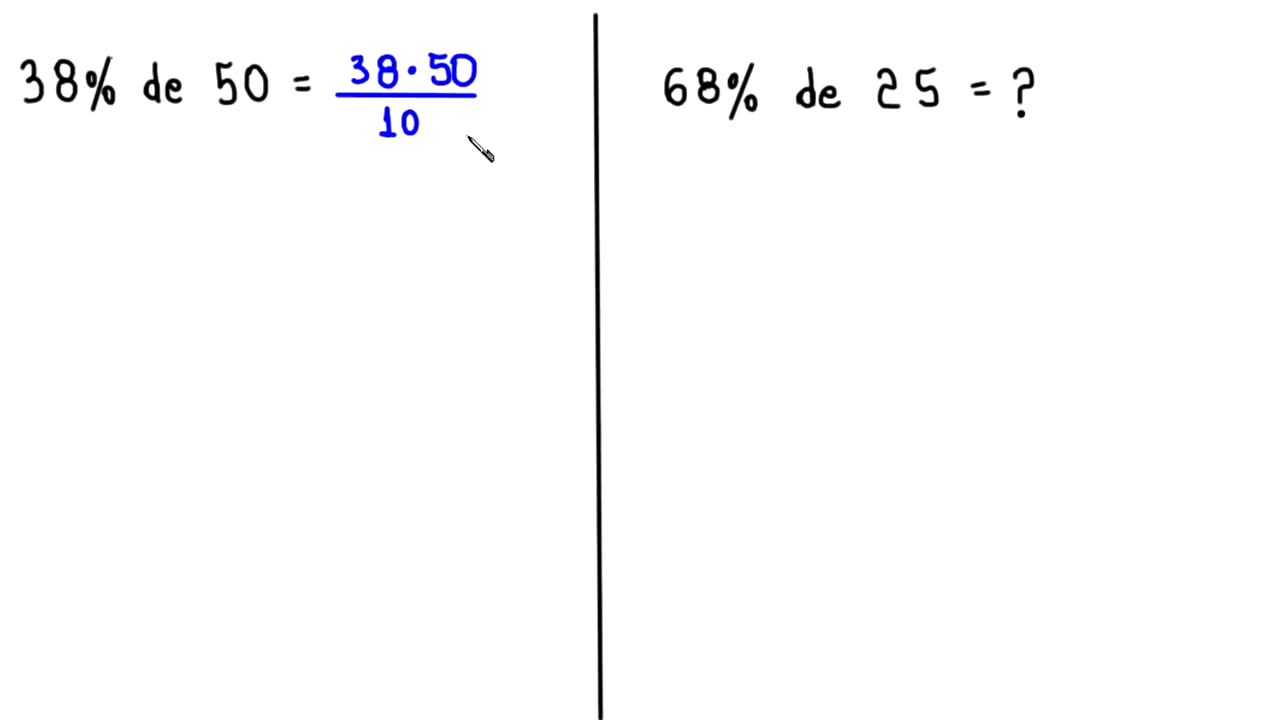 38% de 50 = 38·50
10
68% de 25 = ?